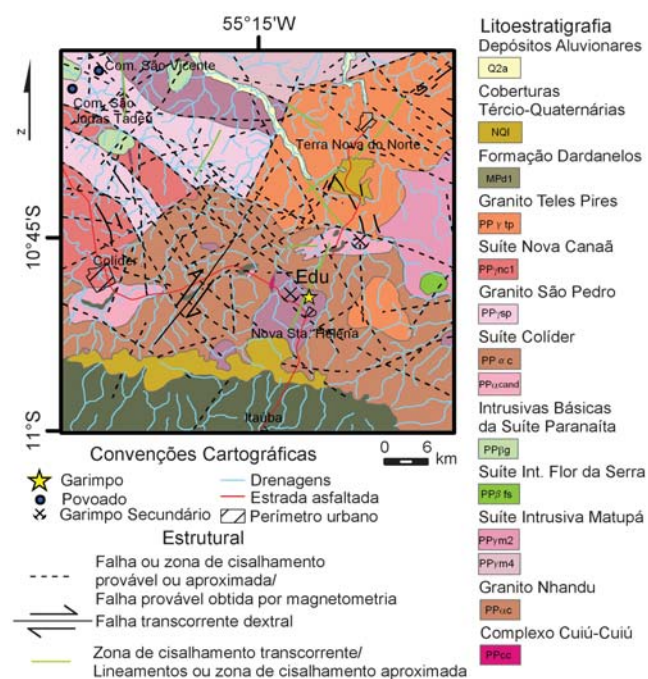 55°15'W
Litoestratigrafia
Depósitos Aluvionares
Q2a
Coberturas
Tércio-Quaternárias
NQl
Formação Dardanelos
MPd1
Granito Teles Pires
PPγ tp
Suíte Nova Canaã
PPγnc1
Granito São Pedro
PPγsp
Suíte Colíder
PP α c
PPαcand
Intrusivas Básicas
da Suíte Paranaíta
PPβg
Suíte Int. Flor da Serra
PPβ fs
Suíte Intrusiva Matupá
PPγm2
PPγm4
Granito Nhandu
PPαc
Complexo Cuiú-Cuiú
PPcc
z
10°45'S
11°S
Com. São Vicente
Com. São
Judas Tadeu
Terra Nova do Norte
Colíder
Edu
Nova Sta. Helena
Itaúba
0 6
km
Convenções Cartográficas
Garimpo
Drenagens
Povoado
Estrada asfaltada
Garimpo Secundário
Perímetro urbano
Estrutural
Falha ou zona de cisalhamento
provável ou aproximada/
Falha provável obtida por magnetometria
Falha transcorrente dextral
Zona de cisalhamento transcorrente/
Lineamentos ou zona de cisalhamento aproximada